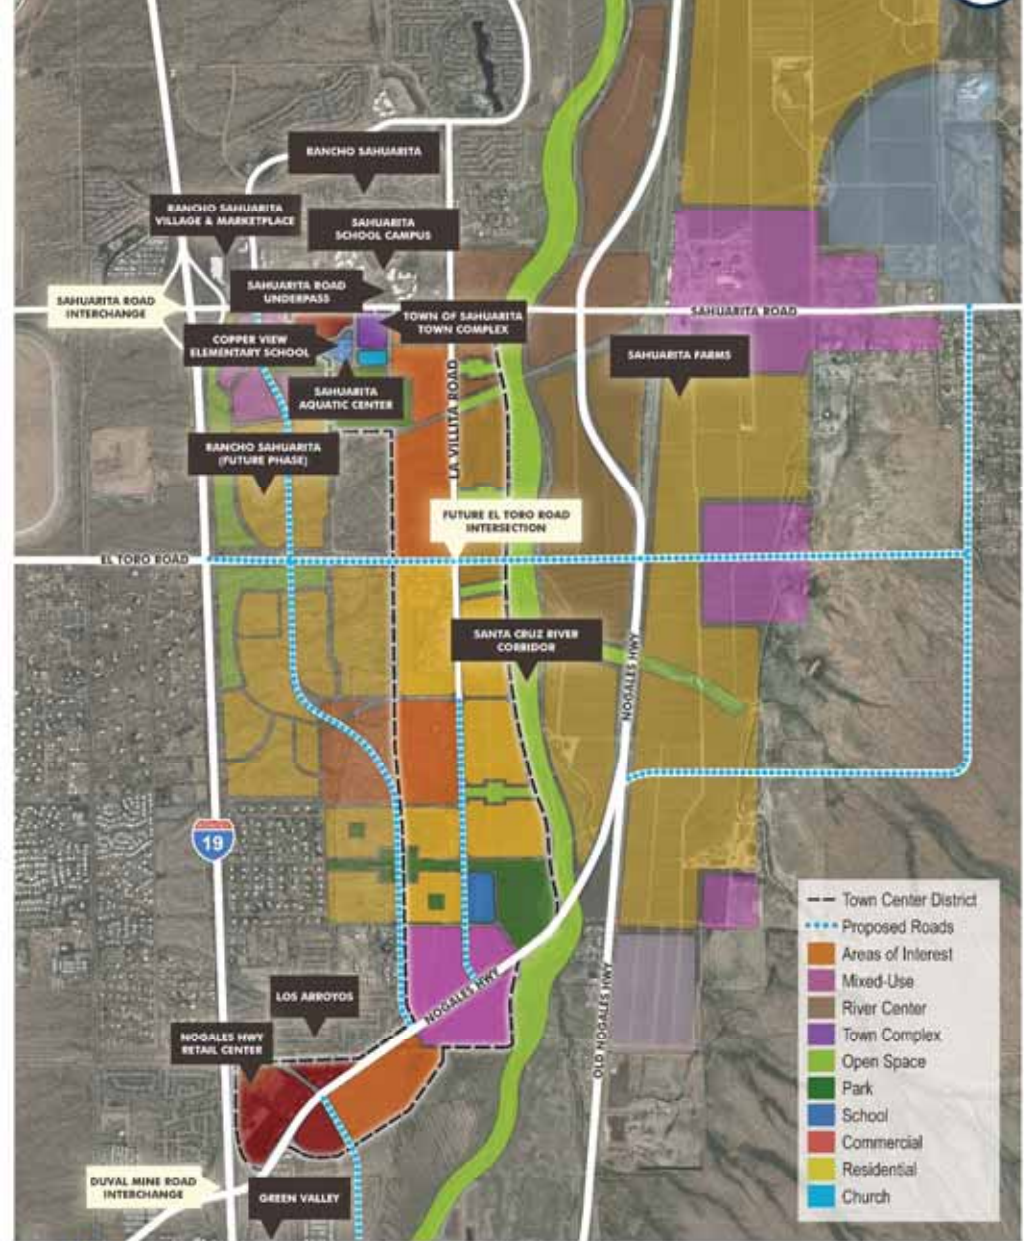 RANCHO SAHUARITA
RANCHO SAHUARITA
VILLAGE & MARKETPLACE
SAHUARITA
SCHOOL CAMPUS
SAHUARITA ROAD
UNDERPASS
SAHUARITA ROAD
INTERCHANGE
TOWN OF SAHUARITA
TOWN COMPLEX
SAHUARITA ROAD
COPPER VIEW
ELEMENTARY SCHOOL
SAHUARITA FARMS
SAHUARITA
AQUATIC CENTER
LA VILLITA ROAD
RANCHO SAHUARITA
(FUTURE PHASE)
FUTURE EL TORO ROAD
INTERSECTION
EL TORO ROAD
SANTA CRUZ RIVER
CORRIDOR
NOGALES HWY
19
LOS ARROYOS
NOGALES HWY
NOGALES HWY
RETAIL CENTER
OLD NOGALES HWY
DUVAL MINE ROAD
INTERCHANGE
GREEN VALLEY
Town Center District
Proposed Roads
Areas of Interest
Mixed-Use
River Center
Town Complex
Open Space
Park
School
Commercial
Residential
Church